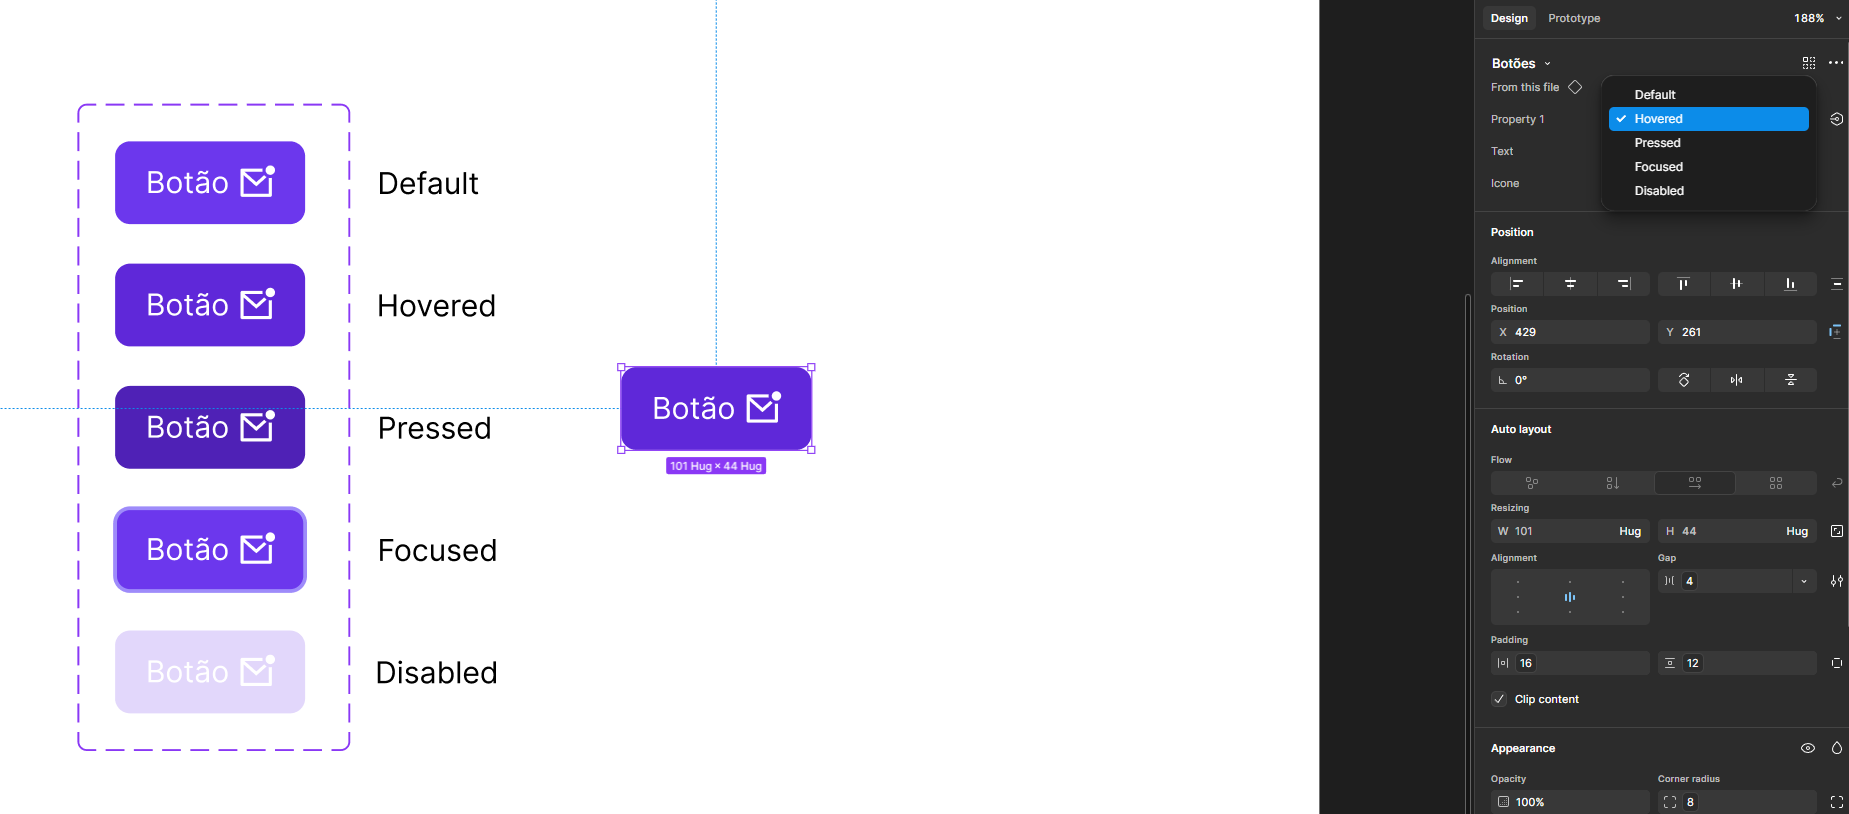 Botão
Default
Botão
Hovered
Botão
Pressed
Botão
Focused
Botão
Disabled
Botão
101 Hug × 44 Hug
Design
Prototype
188%
Botões
From this file
Property 1
Text
Icone
Default
Hovered
Pressed
Focused
Disabled
Position
Alignment
Position
X 429
Y 261
Rotation
0°
Auto layout
Flow
Resizing
W 101 Hug
H 44 Hug
Alignment
Gap
4
Padding
16
12
Clip content
Appearance
Opacity
Corner radius
100%
8